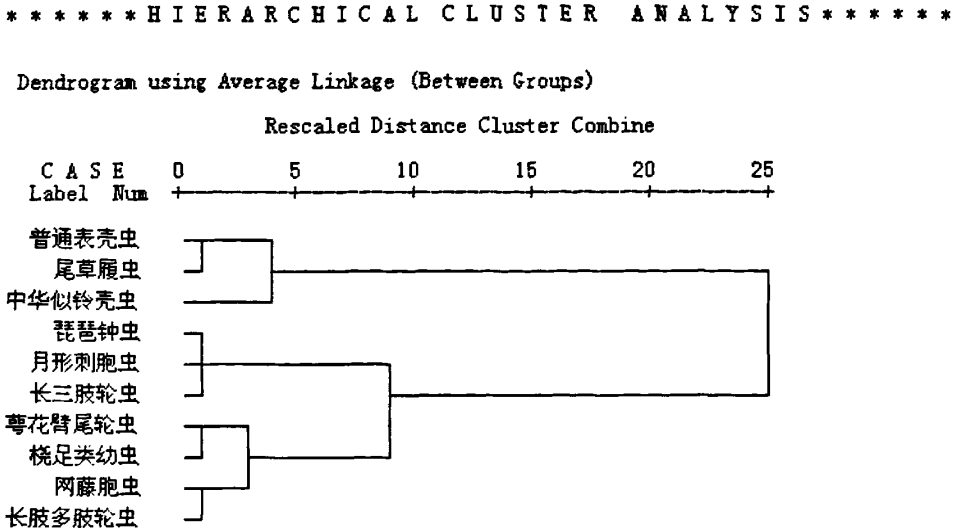 * * * * * * H I E R A R C H I C A L  C L U S T E R  A N A L Y S I S * * * * * *
Dendrogram using Average Linkage (Between Groups)
Rescaled Distance Cluster Combine
C A S E 0 5 10 15 20 25
Label Num
普通表壳虫
尾草履虫
中华似铃壳虫
琵琶钟虫
月形刺胞虫
长三肢轮虫
萼花臂尾轮虫
桡足类幼虫
网藤胞虫
长肢多肢轮虫